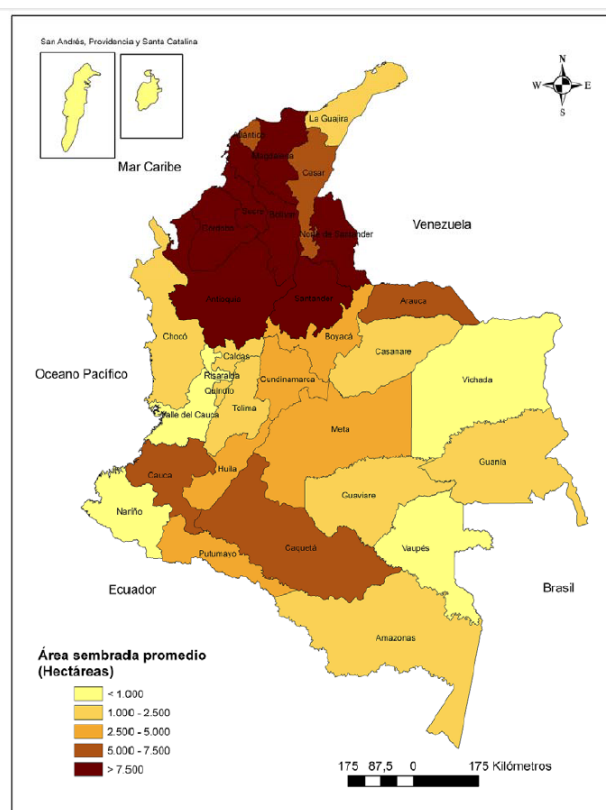 San Andrés, Providancia y Santa Catalina
N
W E
S
La Guajira
Mar Caribe
Atlántico
Magdalena
Cesar
Venezuela
Sucre
Bolívar
Córdoba
Norte de Santander
Antioquia
Santander
Arauca
Chocó
Boyacá
Caldas
Casanare
Oceano Pacífico
Risaralda
Cundinamarca
Vichada
Quindío
Valle del Cauca
Tolima
Meta
Guanía
Cauca
Huila
Guaviare
Nariño
Caquetá
Vaupés
Putumayo
Ecuador
Brasil
Amazonas
Área sembrada promedio
(Hectáreas)
< 1.000
1.000 - 2.500
2.500 - 5.000
5.000 - 7.500
> 7.500
175 87,5 0 175 Kilómetros